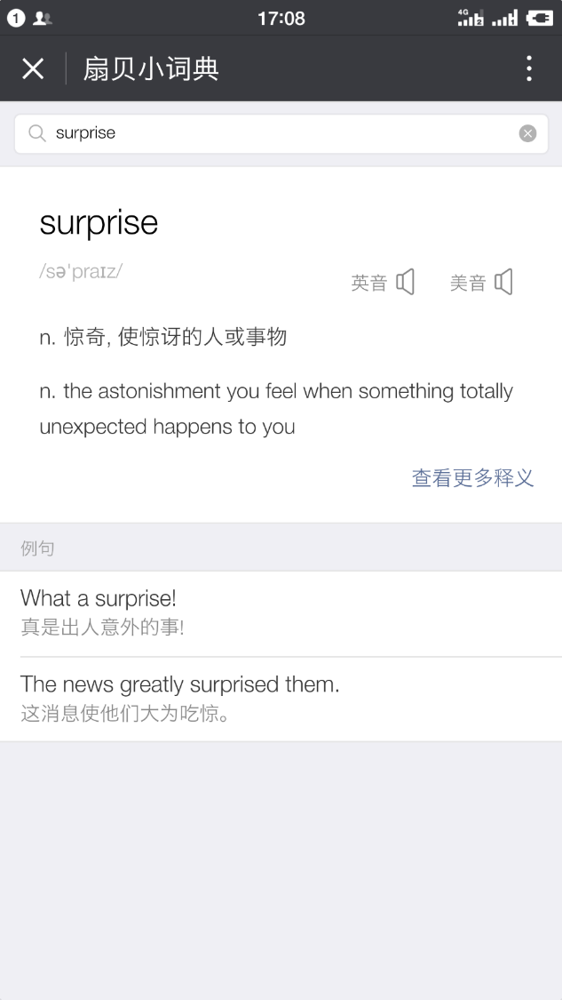 1
17:08
4G
2
扇贝小词典
surprise
surprise
/səˈpraɪz/
英音
美音
n. 惊奇, 使惊讶的人或事物
n. the astonishment you feel when something totally
unexpected happens to you
查看更多释义
例句
What a surprise!
真是出人意外的事!
The news greatly surprised them.
这消息使他们大为吃惊。